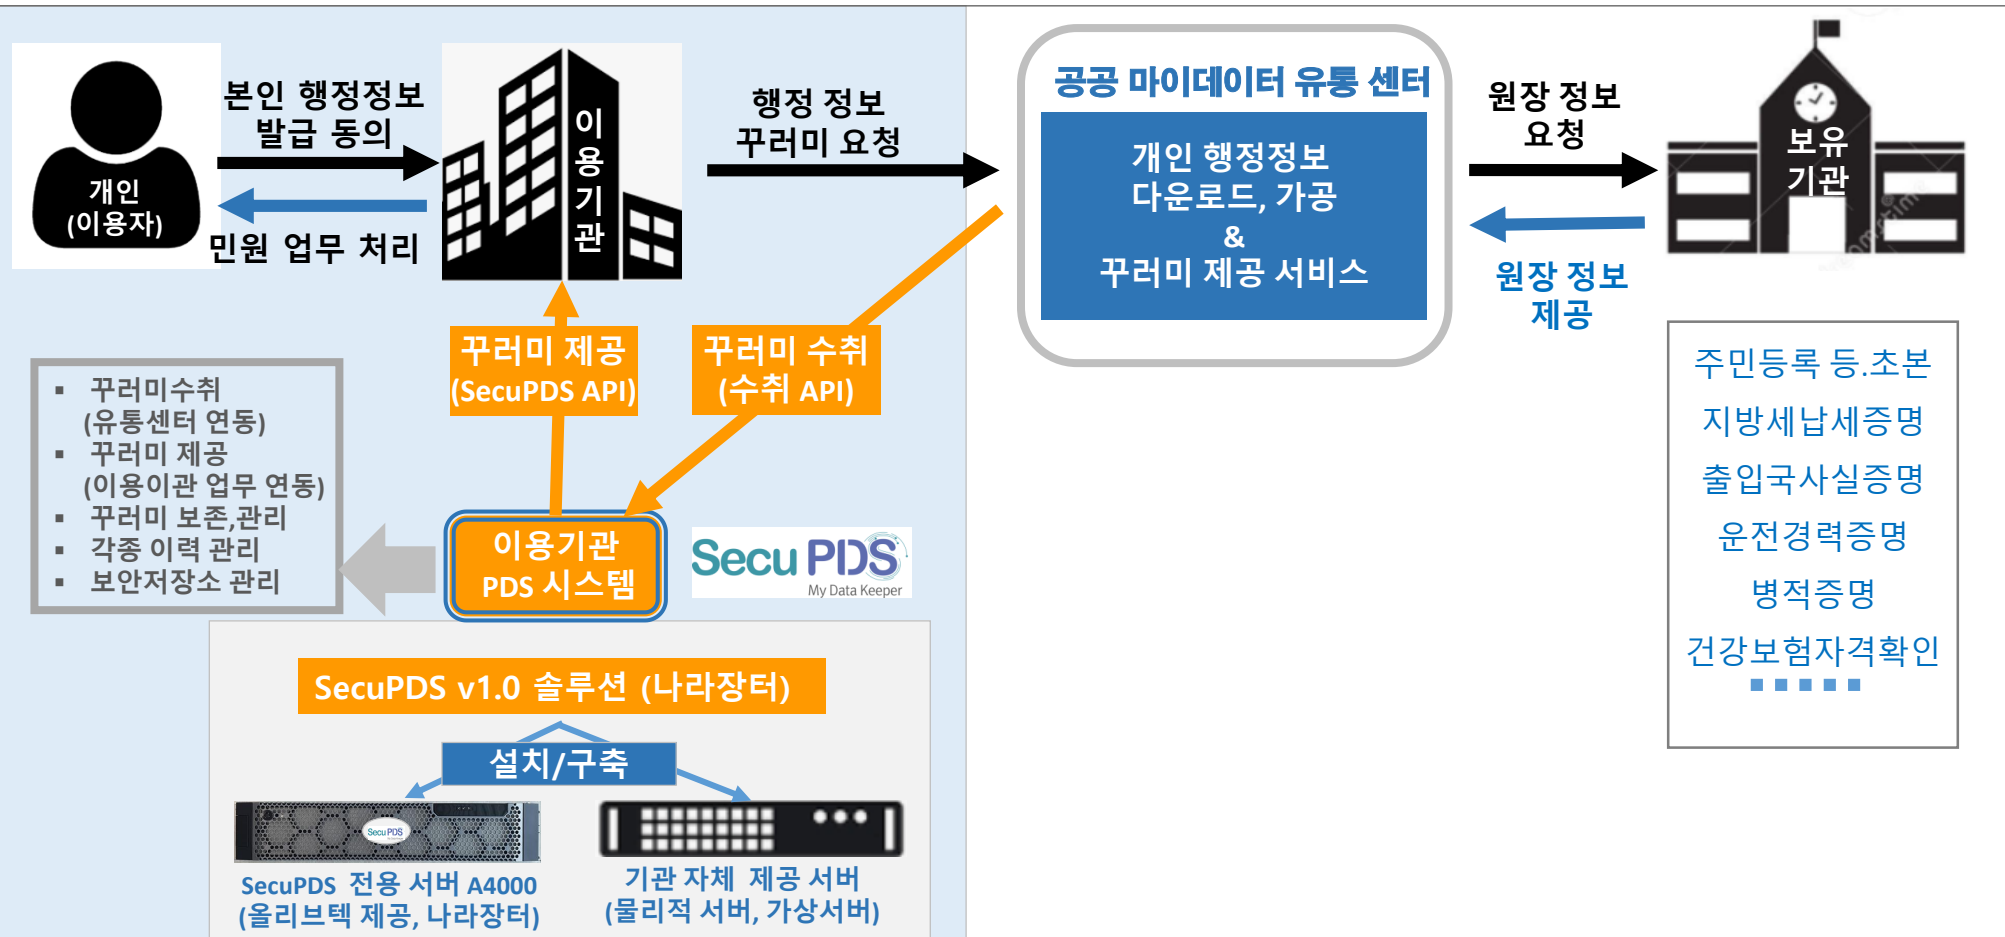 본인 행정정보
발급 동의
개인
(이용자)
민원 업무 처리
이
용
기
관
행정 정보
꾸러미 요청
공공 마이데이터 유통 센터
개인 행정정보
다운로드, 가공
&
꾸러미 제공 서비스
원장 정보
요청
보유
기관
원장 정보
제공
꾸러미 제공
(SecuPDS API)
꾸러미 수취
(수취 API)
▪ 꾸러미수취
(유통센터 연동)
▪ 꾸러미 제공
(이용이관 업무 연동)
▪ 꾸러미 보존,관리
▪ 각종 이력 관리
▪ 보안저장소 관리
이용기관
PDS 시스템
Secu PDS
My Data Keeper
주민등록 등.초본
지방세납세증명
출입국사실증명
운전경력증명
병적증명
건강보험자격확인
SecuPDS v1.0 솔루션 (나라장터)
설치/구축
Secu PDS
SecuPDS 전용 서버 A4000
(올리브텍 제공, 나라장터)
기관 자체 제공 서버
(물리적 서버, 가상서버)